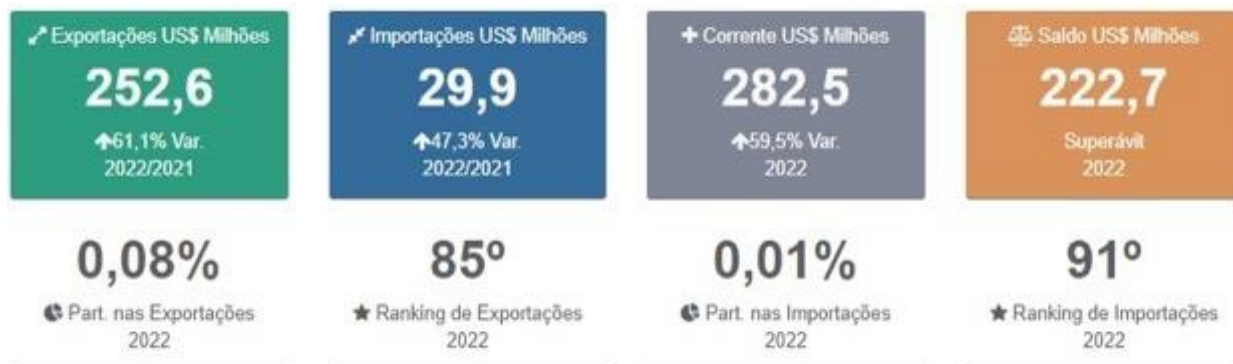 Exportações US$ Milhões
252,6
61,1% Var.
2022/2021
Importações US$ Milhões
29,9
47,3% Var.
2022/2021
Corrente US$ Milhões
282,5
59,5% Var.
2022
Saldo US$ Milhões
222,7
Superávit
2022
0,08%
Part. nas Exportações
2022
85º
Ranking de Exportações
2022
0,01%
Part. nas Importações
2022
91º
Ranking de Importações
2022